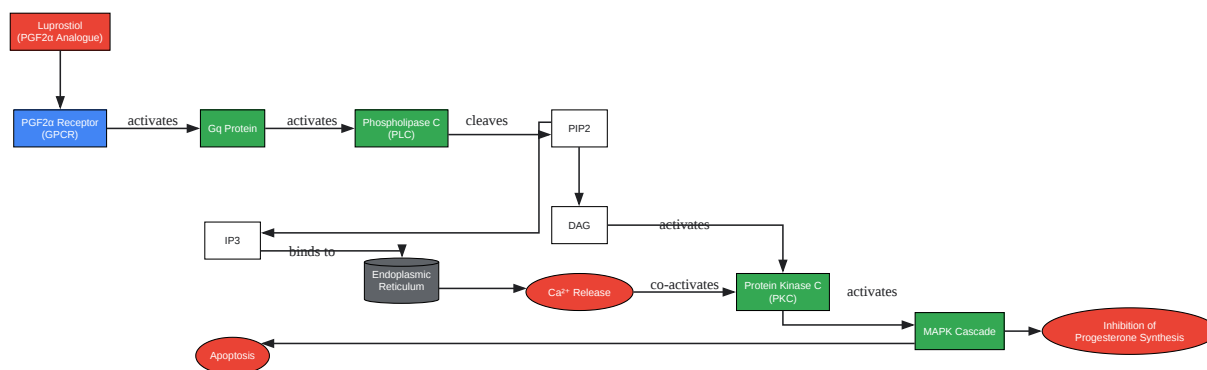 Luprostiol
(PGF2α Analogue)
PGF2α Receptor
(GPCR)
activates
Gq Protein
activates
Phospholipase C
(PLC)
cleaves
PIP2
IP3
binds to
DAG
activates
Endoplasmic
Reticulum
Ca²⁺ Release
co-activates
Protein Kinase C
(PKC)
activates
MAPK Cascade
Inhibition of
Progesterone Synthesis
Apoptosis